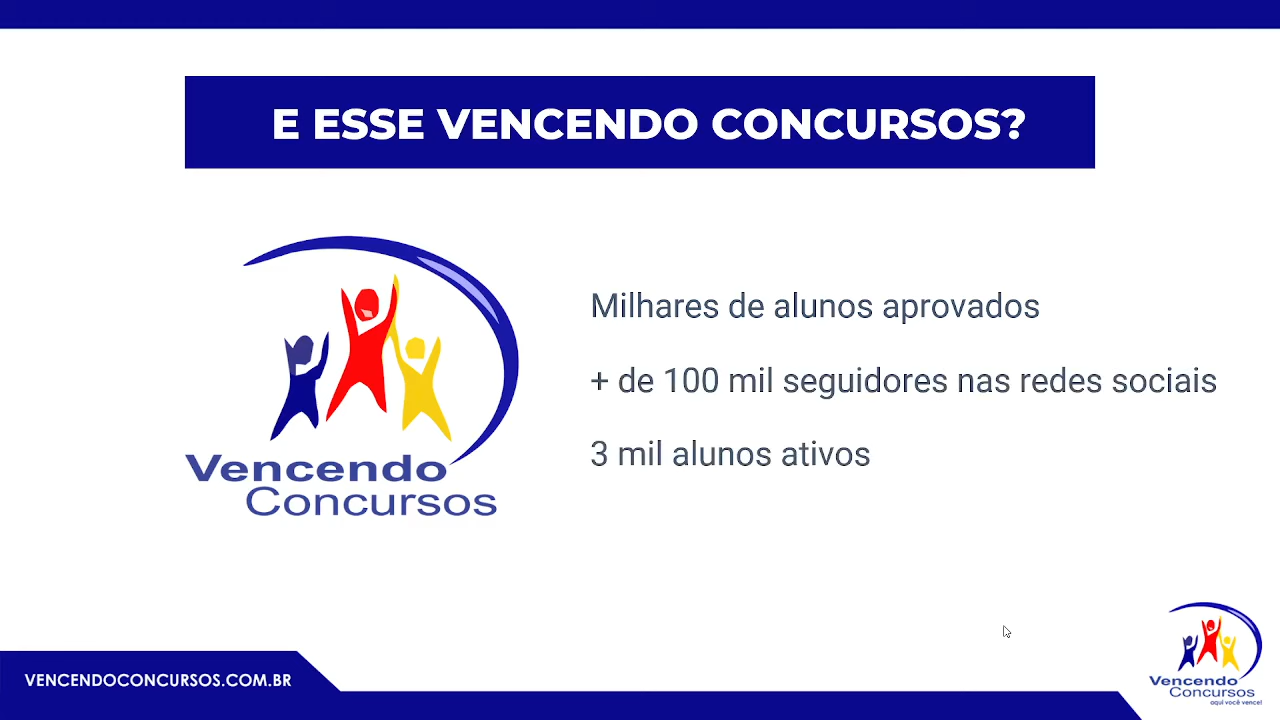 E ESSE VENCENDO CONCURSOS?
Milhares de alunos aprovados
+ de 100 mil seguidores nas redes sociais
3 mil alunos ativos
Vencendo
Concursos
VENCENDOCONCURSOS.COM.BR
Vencendo
Concursos
aqui você vence!